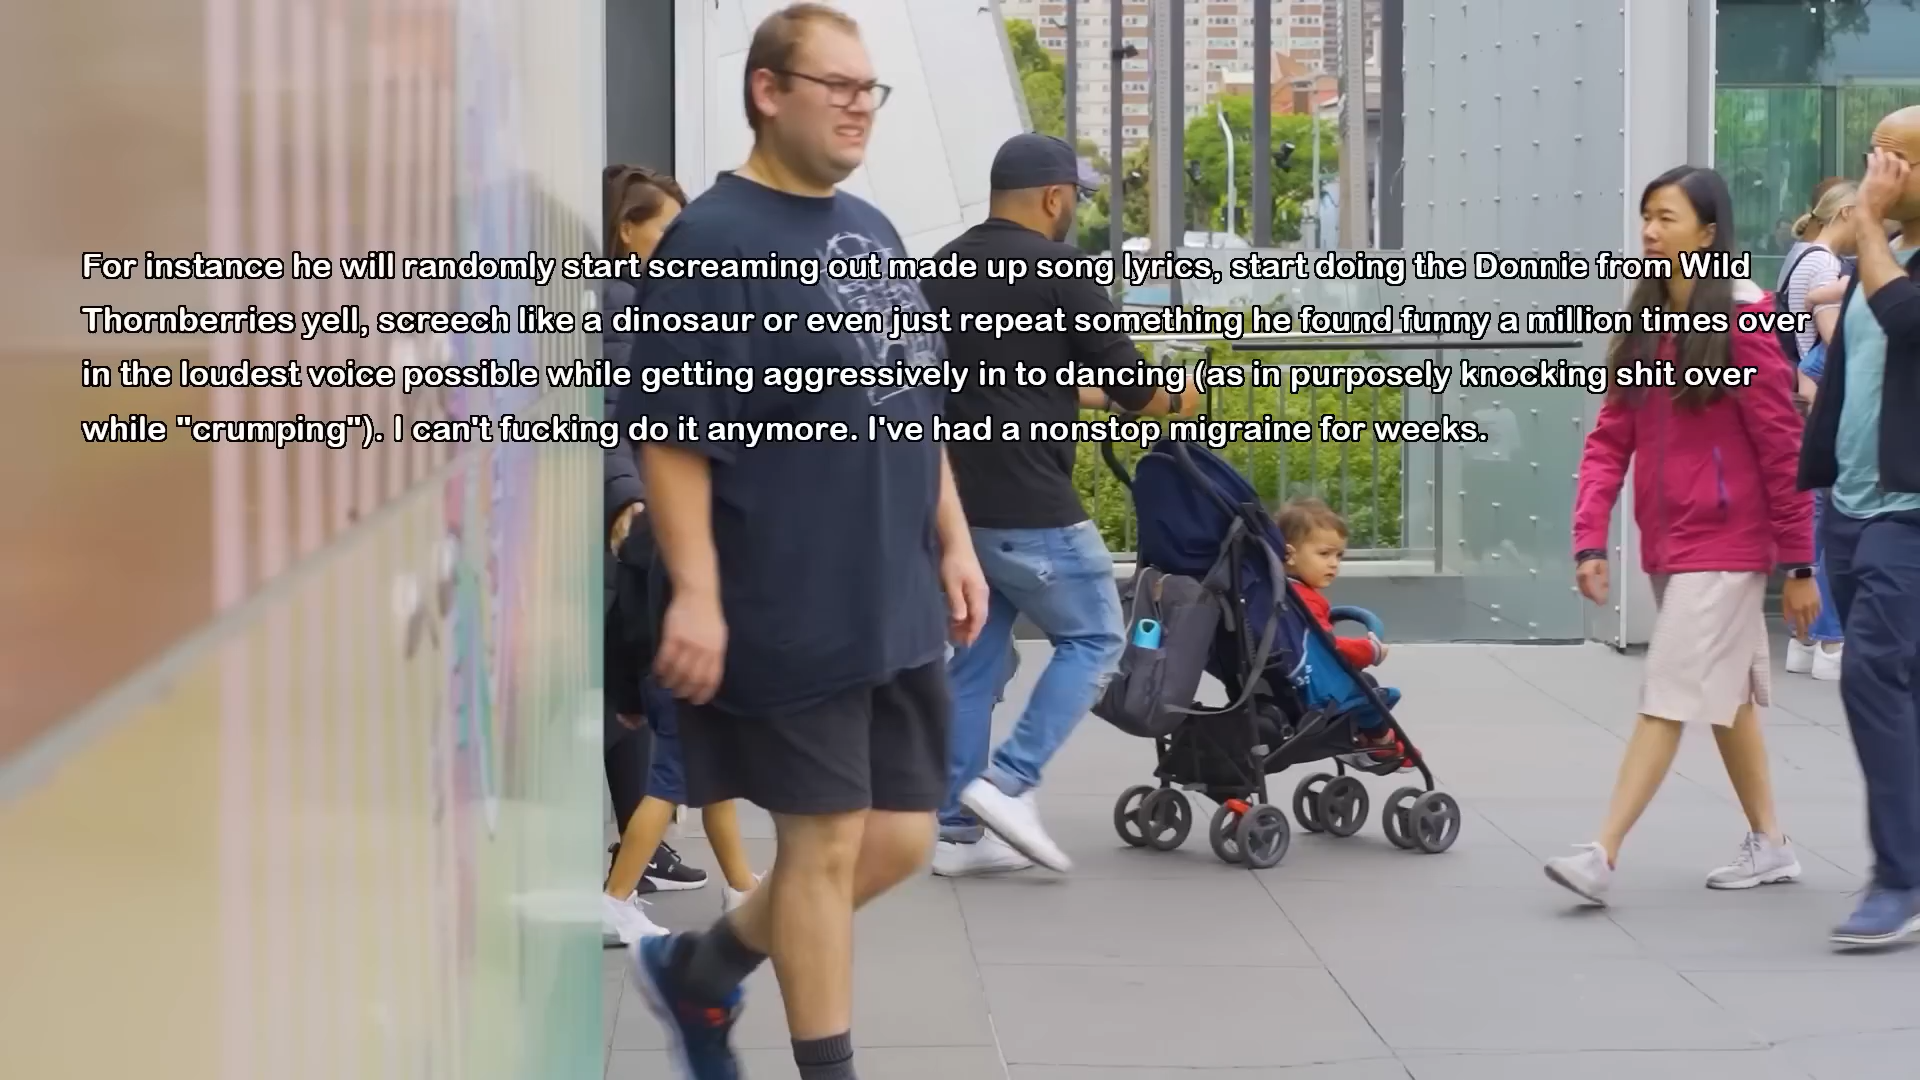 For instance he will randomly start screaming out made up song lyrics, start doing the Donnie from Wild
Thornberries yell, screech like a dinosaur or even just repeat something he found funny a million times over
in the loudest voice possible while getting aggressively in to dancing (as in purposely knocking shit over
while "crumping"). I can't fucking do it anymore. I've had a nonstop migraine for weeks.